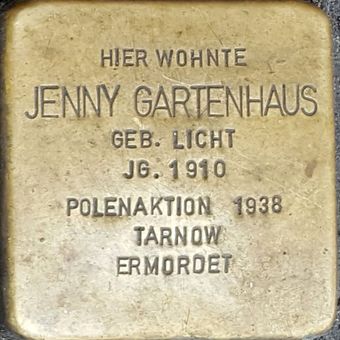 HIER WOHNTE
JENNY GARTENHAUS
GEB. LICHT
JG. 1910
POLENAKTION 1938
TARNOW
ERMORDET